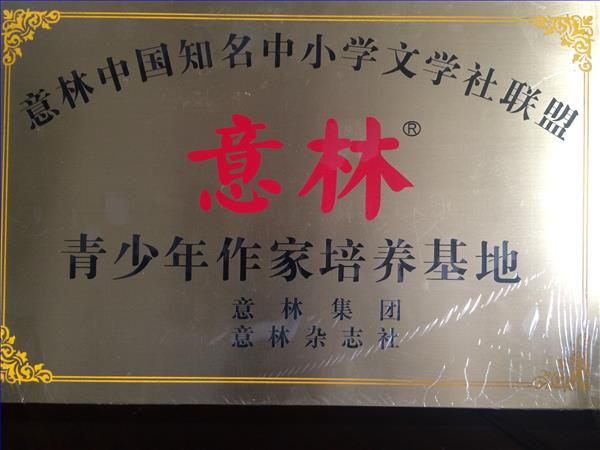 意林中国知名中小学文学社联盟
意林®
青少年作家培养基地
意林集团
意林杂志社